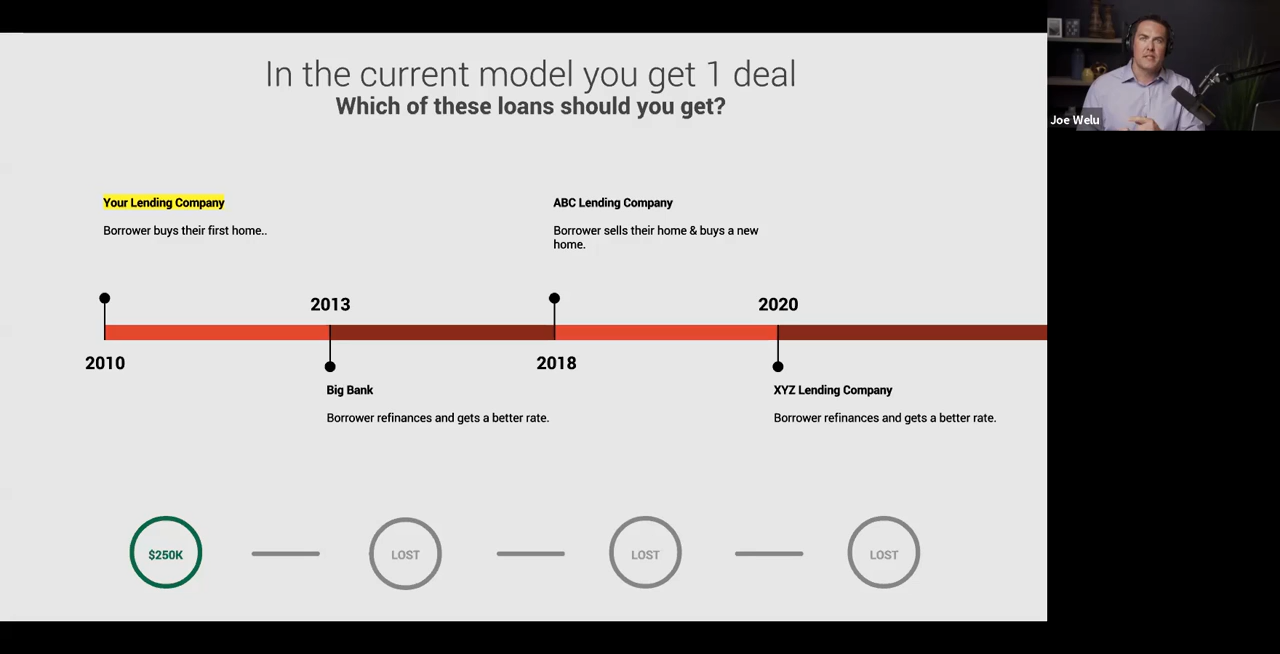 In the current model you get 1 deal
Which of these loans should you get?
Joe Welu
Your Lending Company
Borrower buys their first home..
ABC Lending Company
Borrower sells their home & buys a new
home.
2013
2020
2010
2018
Big Bank
Borrower refinances and gets a better rate.
XYZ Lending Company
Borrower refinances and gets a better rate.
$250K
LOST
LOST
LOST